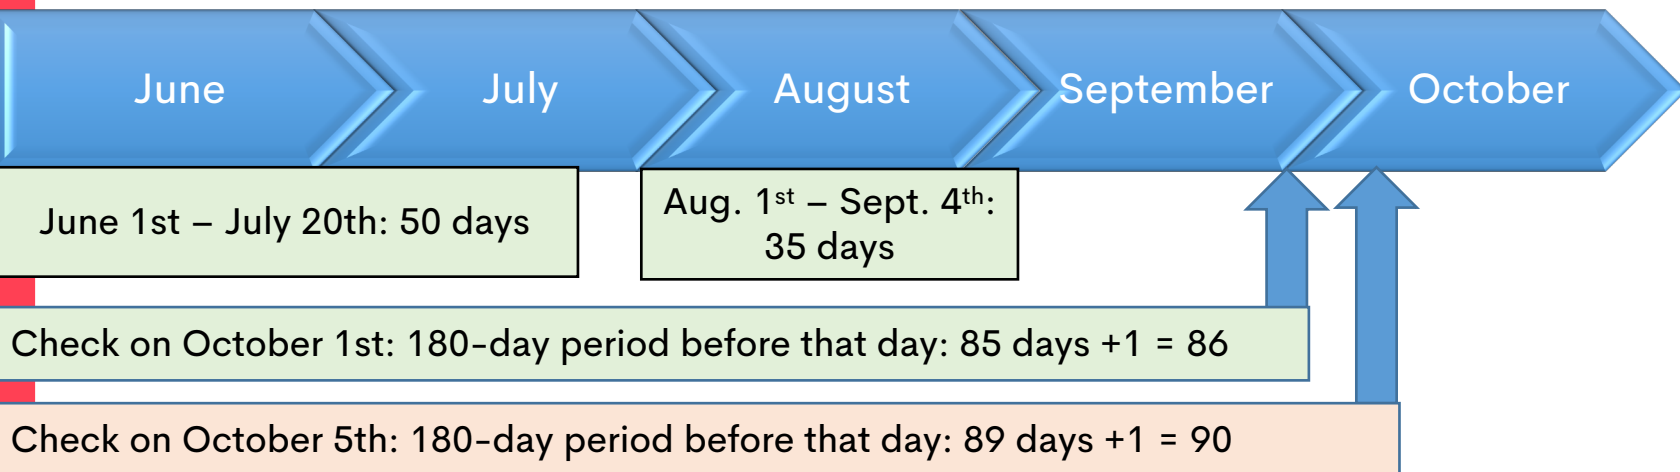 June
July
August
September
October
June 1st – July 20th: 50 days
Aug. 1st – Sept. 4th:
35 days
Check on October 1st: 180-day period before that day: 85 days +1 = 86
Check on October 5th: 180-day period before that day: 89 days +1 = 90